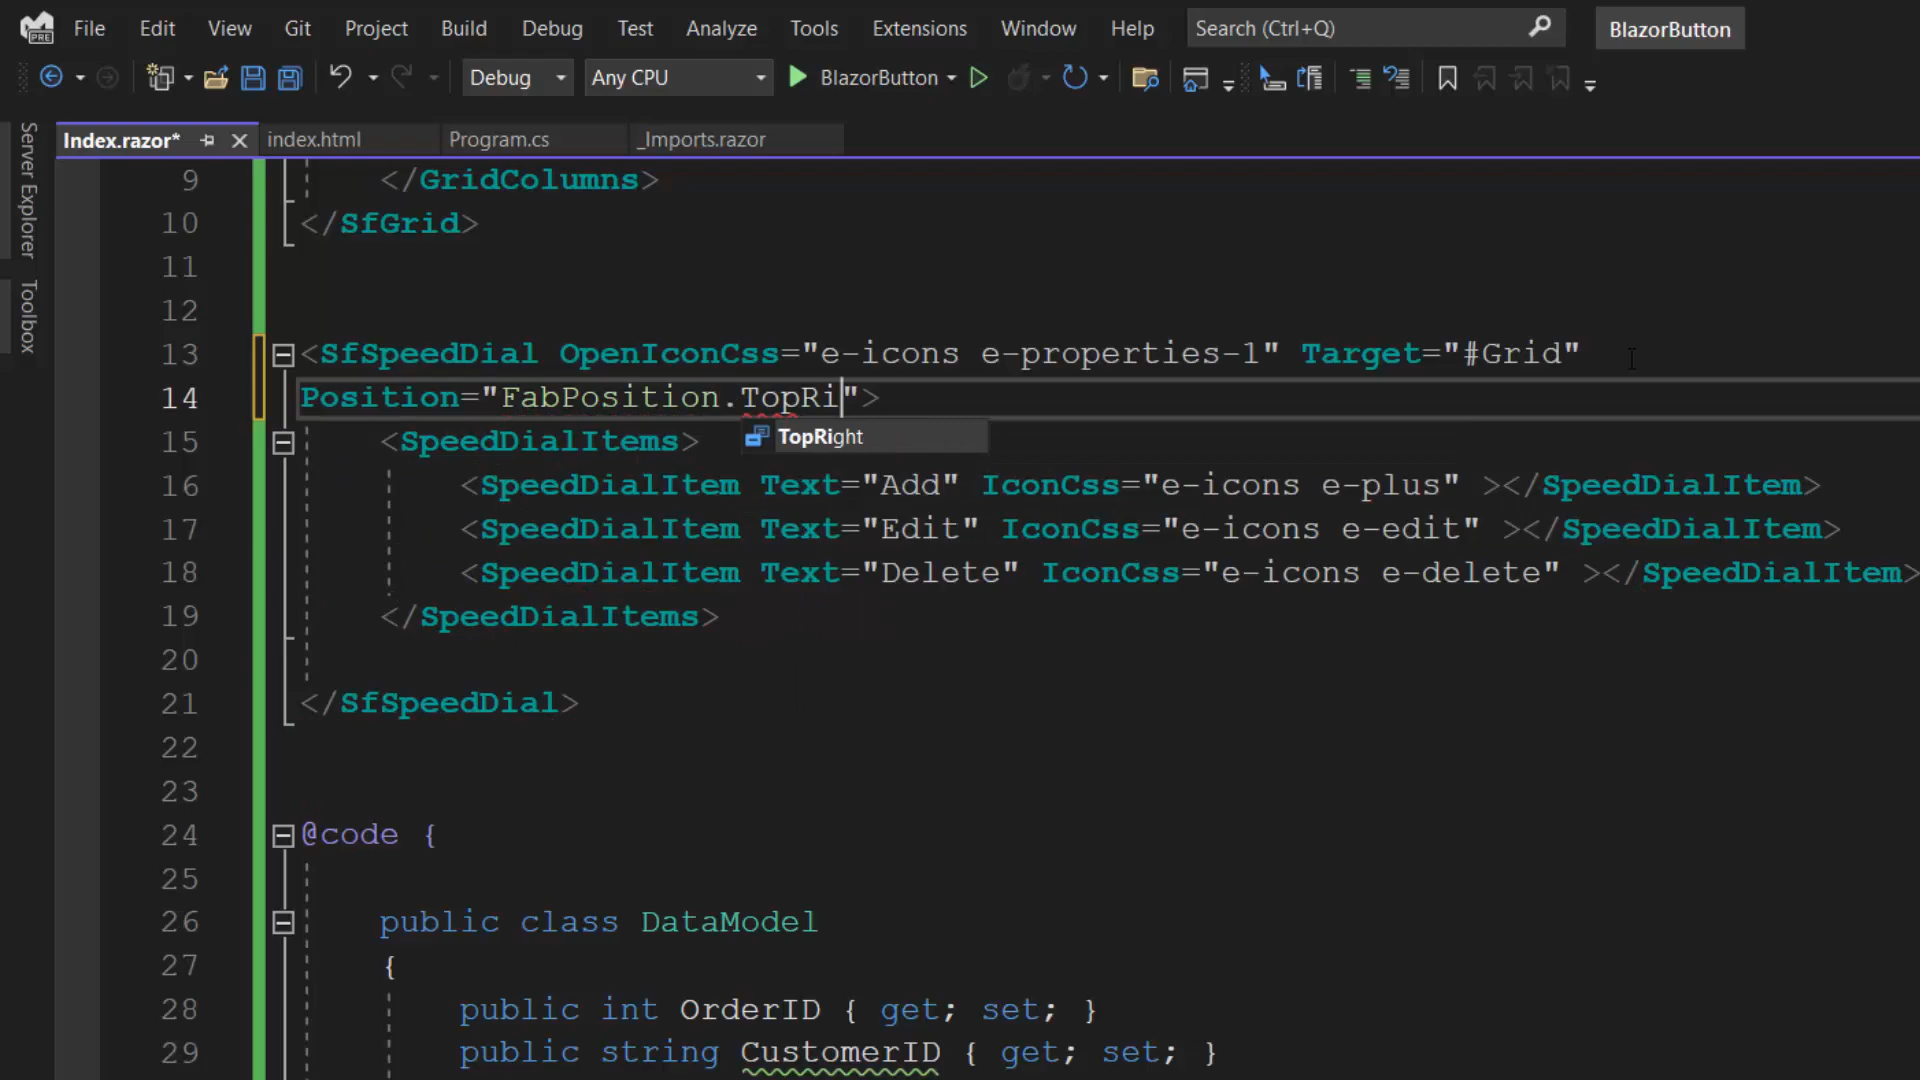 File Edit View Git Project Build Debug Test Analyze Tools Extensions Window Help Search (Ctrl+Q) BlazorButton
PRE
Debug Any CPU BlazorButton
Server Explorer
Toolbox
Index.razor* index.html Program.cs _Imports.razor
9 </GridColumns>
10 </SfGrid>
11
12
13 <SfSpeedDial OpenIconCss="e-icons e-properties-1" Target="#Grid"
14 Position="FabPosition.TopRi">
TopRight
15 <SpeedDialItems>
16 <SpeedDialItem Text="Add" IconCss="e-icons e-plus" ></SpeedDialItem>
17 <SpeedDialItem Text="Edit" IconCss="e-icons e-edit" ></SpeedDialItem>
18 <SpeedDialItem Text="Delete" IconCss="e-icons e-delete" ></SpeedDialItem>
19 </SpeedDialItems>
20
21 </SfSpeedDial>
22
23
24 @code {
25
26 public class DataModel
27 {
28 public int OrderID { get; set; }
29 public string CustomerID { get; set; }